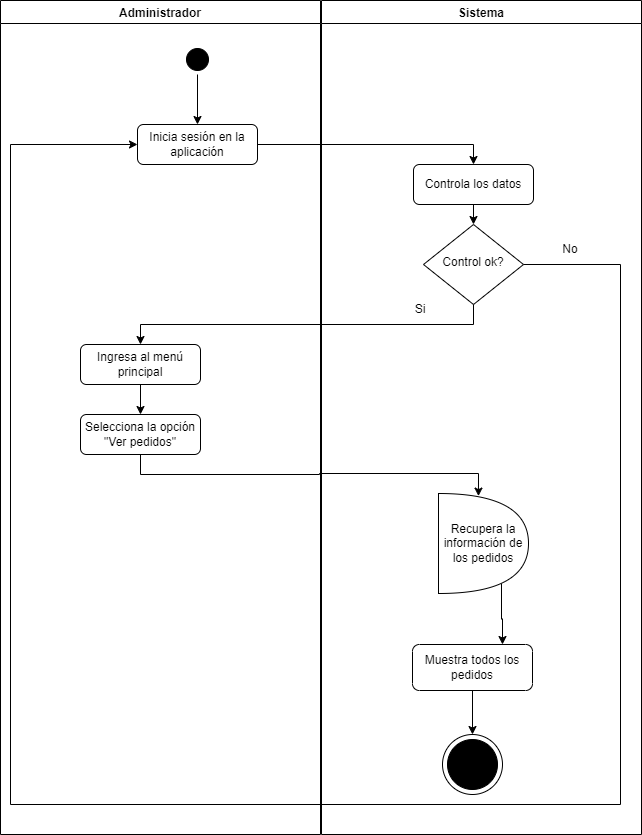 Administrador
Sistema
Inicia sesión en la
aplicación
Controla los datos
Control ok?
No
Si
Ingresa al menú
principal
Selecciona la opción
"Ver pedidos"
Recupera la
información de
los pedidos
Muestra todos los
pedidos